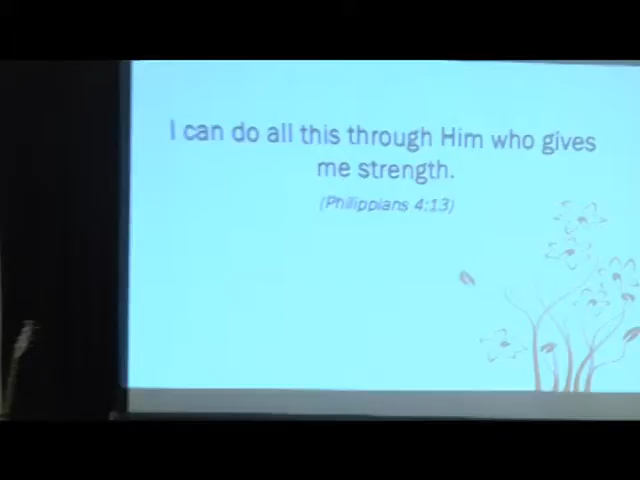 I can do all this through Him who gives
me strength.
(Philippians 4:13)